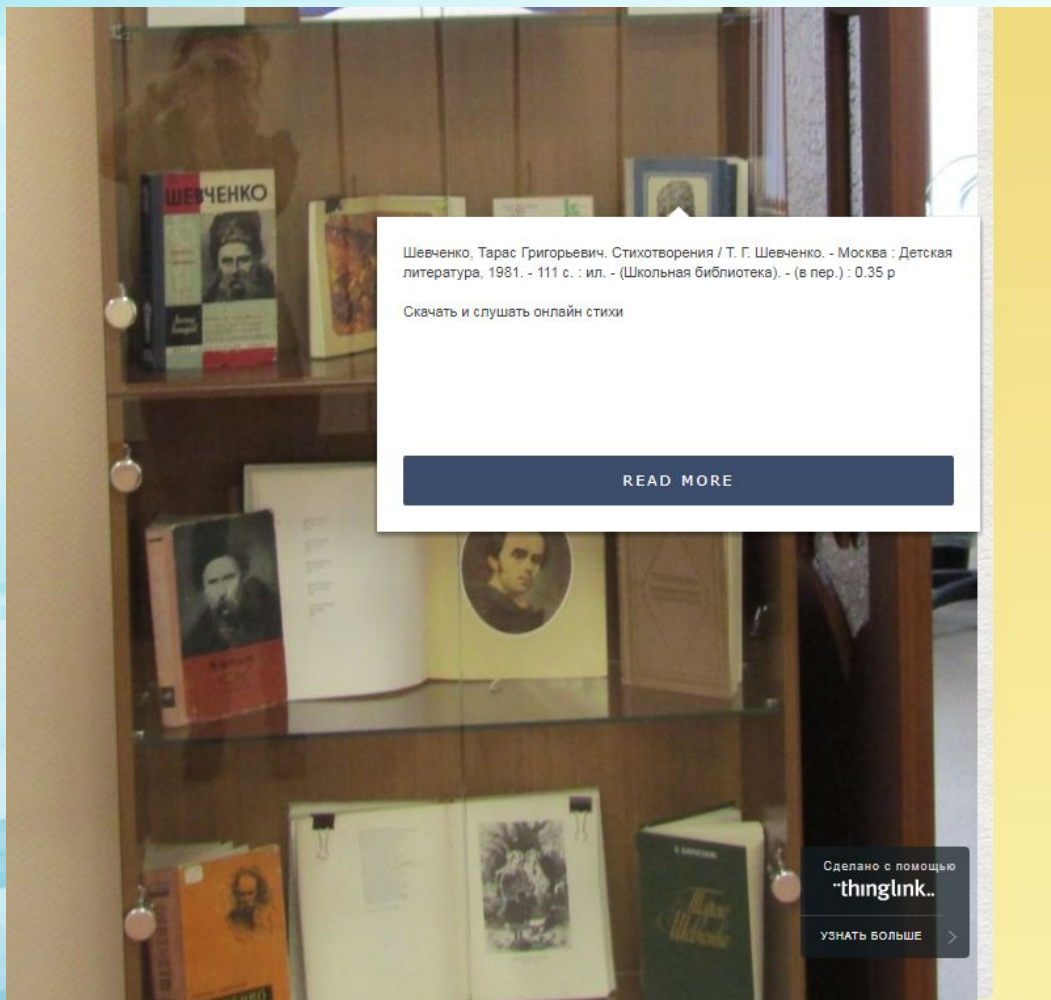 ШЕВЧЕНКО
Шевченко, Тарас Григорьевич. Стихотворения / Т. Г. Шевченко. - Москва : Детская
литература, 1981. - 111 с. : ил. - (Школьная библиотека). - (в пер.) : 0.35 р
Скачать и слушать онлайн стихи
READ MORE
Тарас
Шевченко
Сделано с помощью
thinglink..
УЗНАТЬ БОЛЬШЕ